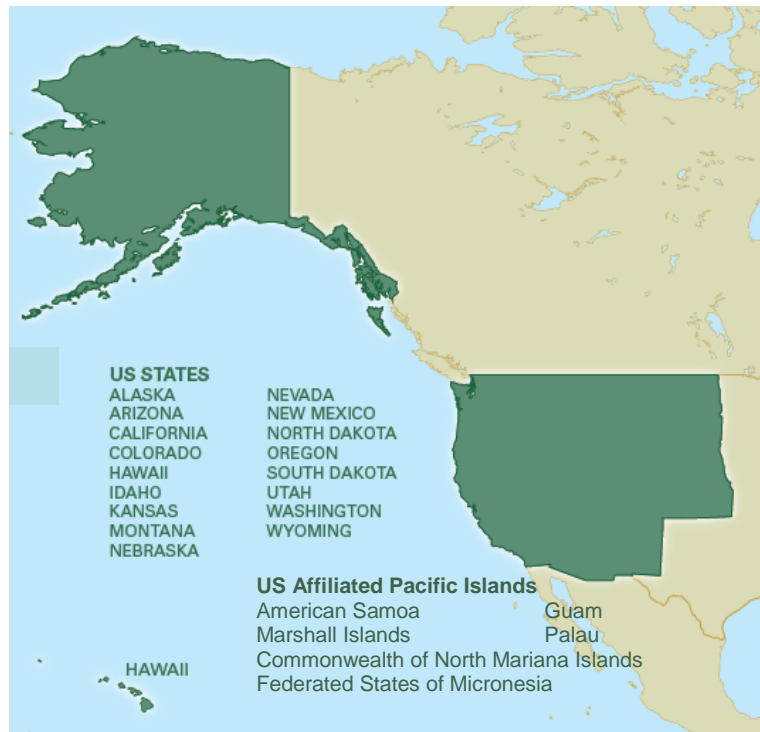 US STATES
ALASKA
ARIZONA
CALIFORNIA
COLORADO
HAWAII
IDAHO
KANSAS
MONTANA
NEBRASKA
NEVADA
NEW MEXICO
NORTH DAKOTA
OREGON
SOUTH DAKOTA
UTAH
WASHINGTON
WYOMING
US Affiliated Pacific Islands
American Samoa Guam
Marshall Islands Palau
Commonwealth of North Mariana Islands
Federated States of Micronesia
HAWAII